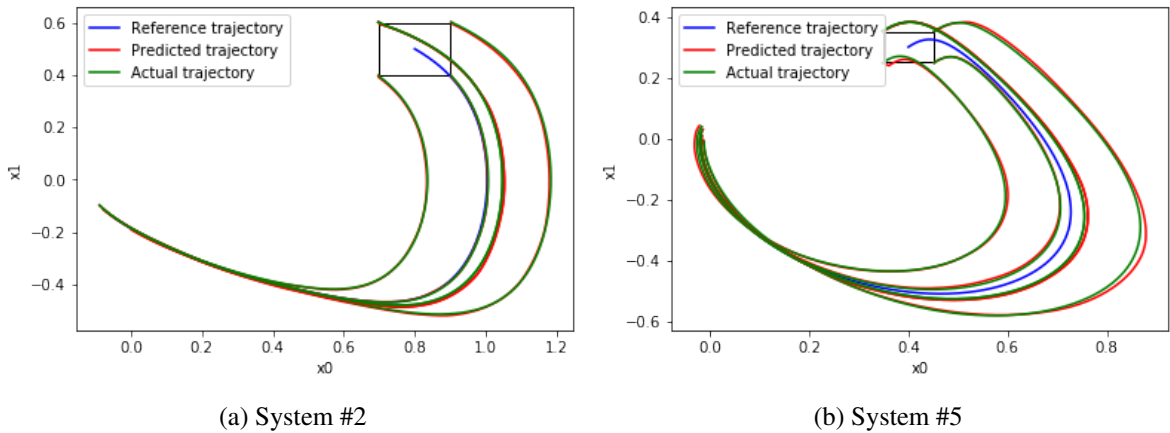 Reference trajectory
Predicted trajectory
Actual trajectory
0.6
0.4
0.2
0.0
−0.2
−0.4
x1
0.0
0.2
0.4
0.6
0.8
1.0
1.2
x0
(a) System #2
Reference trajectory
Predicted trajectory
Actual trajectory
0.4
0.2
0.0
−0.2
−0.4
−0.6
x1
0.0
0.2
0.4
0.6
0.8
x0
(b) System #5